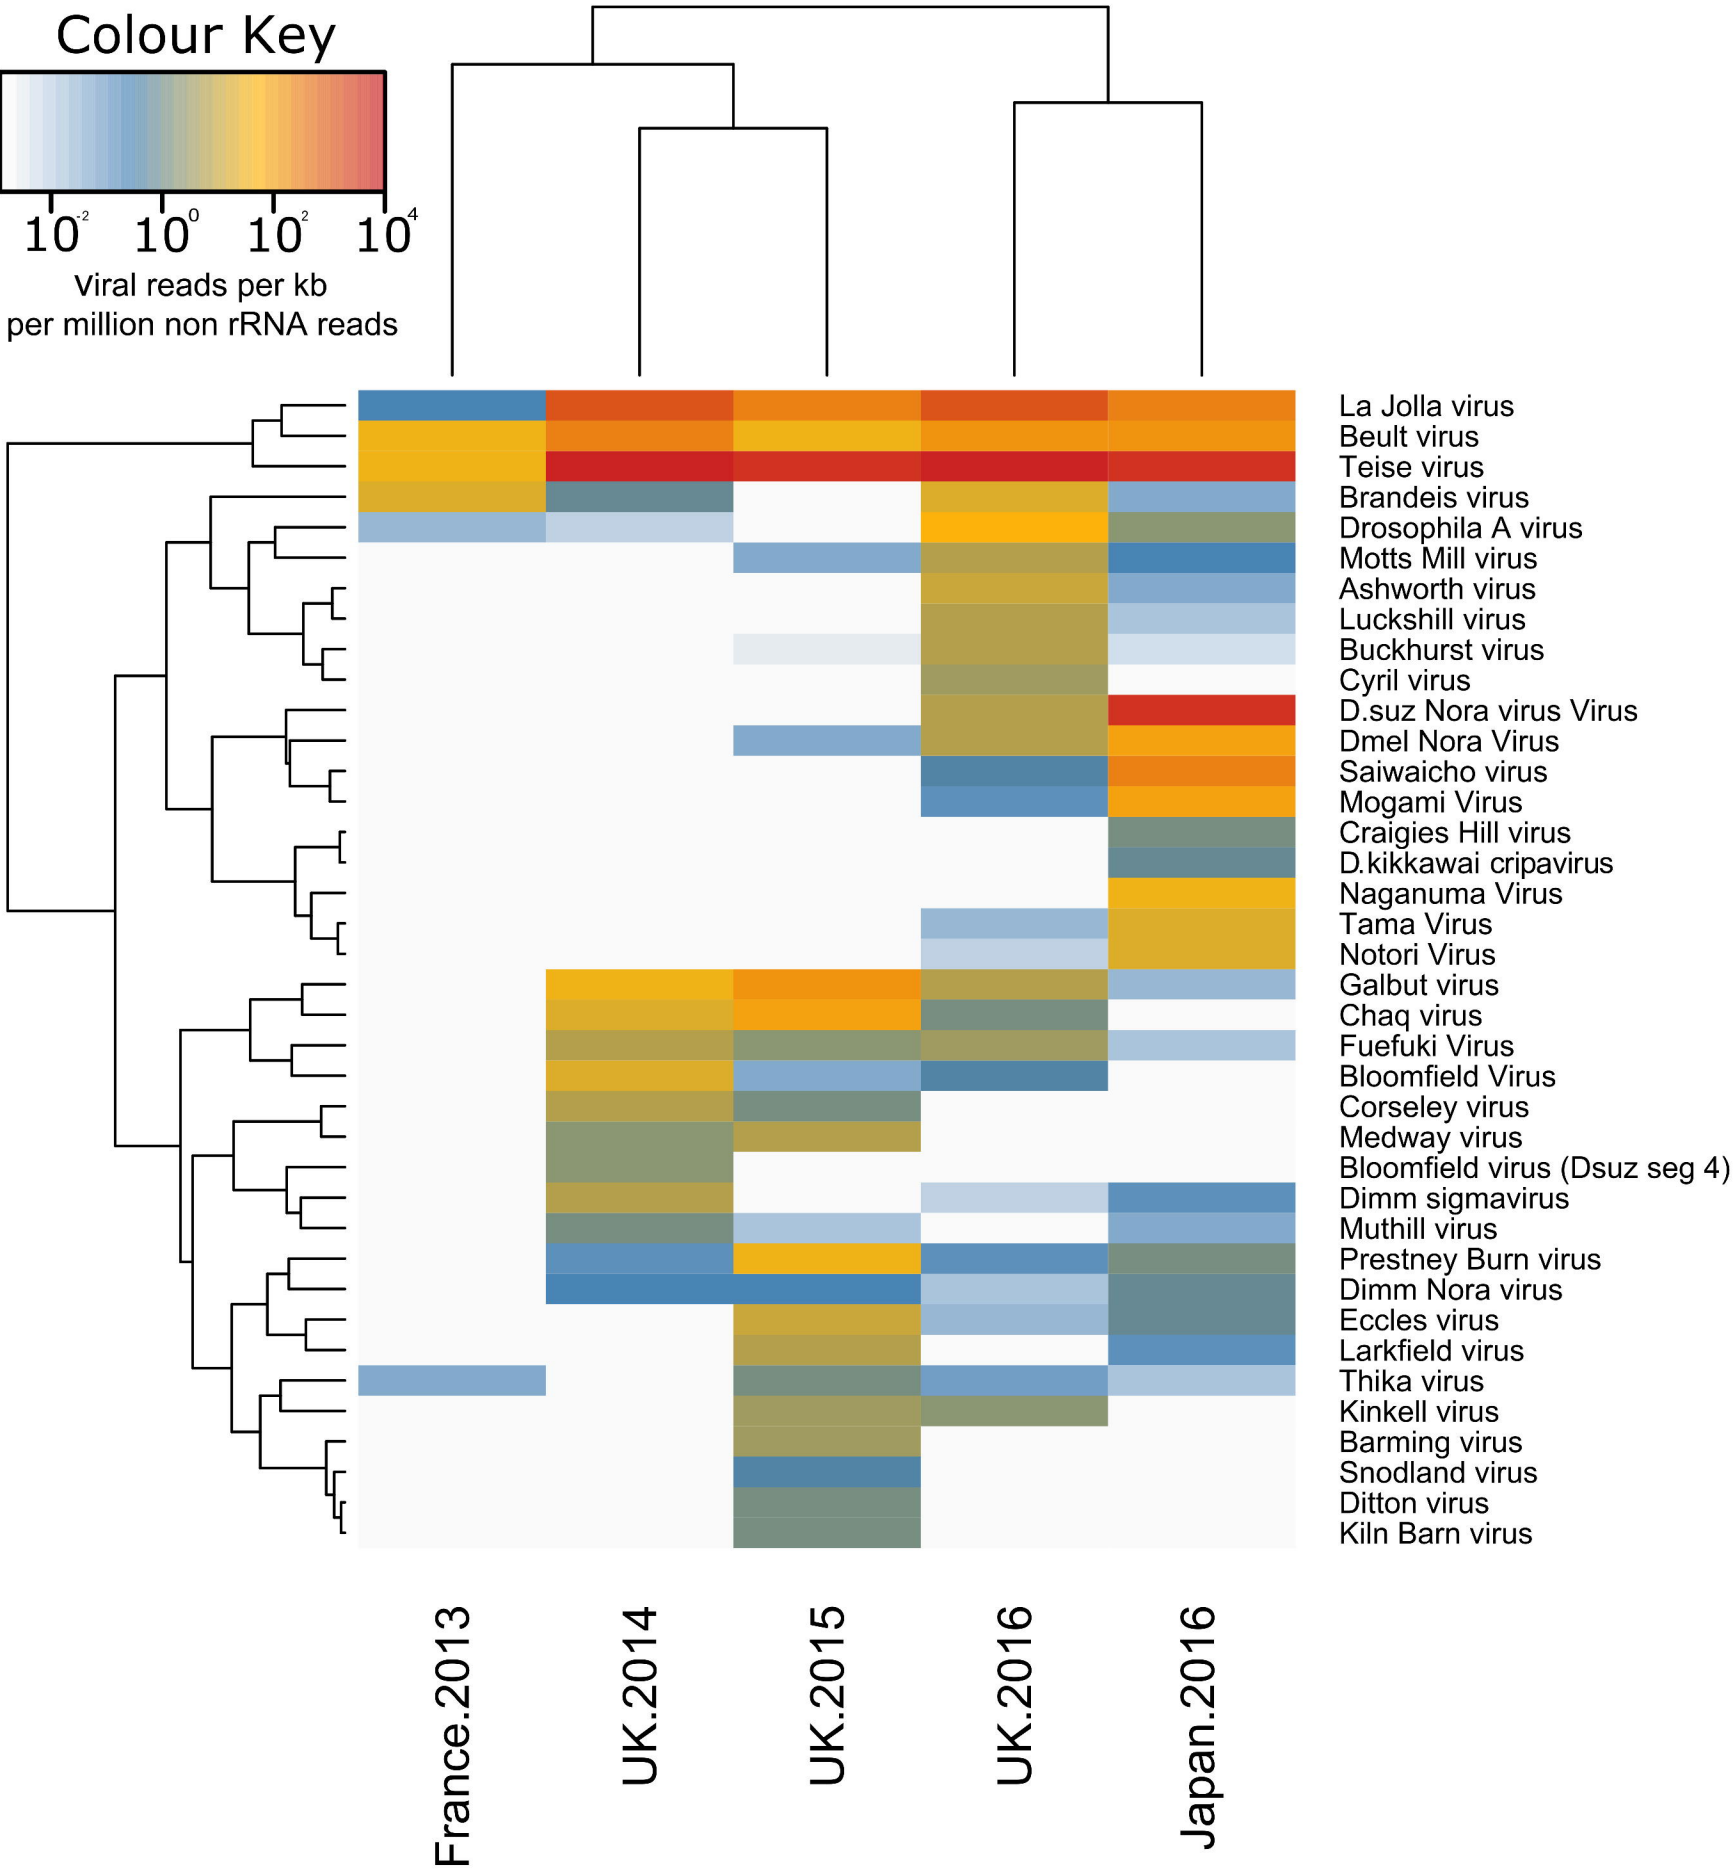 Colour Key
10-2 100 102 104
Viral reads per kb
per million non rRNA reads
La Jolla virus
Beult virus
Teise virus
Brandeis virus
Drosophila A virus
Motts Mill virus
Ashworth virus
Luckshill virus
Buckhurst virus
Cyril virus
D.suz Nora virus Virus
Dmel Nora Virus
Saiwaicho virus
Mogami Virus
Craigies Hill virus
D.kikkawai cripavirus
Naganuma Virus
Tama Virus
Notori Virus
Galbut virus
Chaq virus
Fuefuki Virus
Bloomfield Virus
Corseley virus
Medway virus
Bloomfield virus (Dsuz seg 4)
Dimm sigmavirus
Muthill virus
Prestney Burn virus
Dimm Nora virus
Eccles virus
Larkfield virus
Thika virus
Kinkell virus
Barming virus
Snodland virus
Ditton virus
Kiln Barn virus
France.2013
UK.2014
UK.2015
UK.2016
Japan.2016